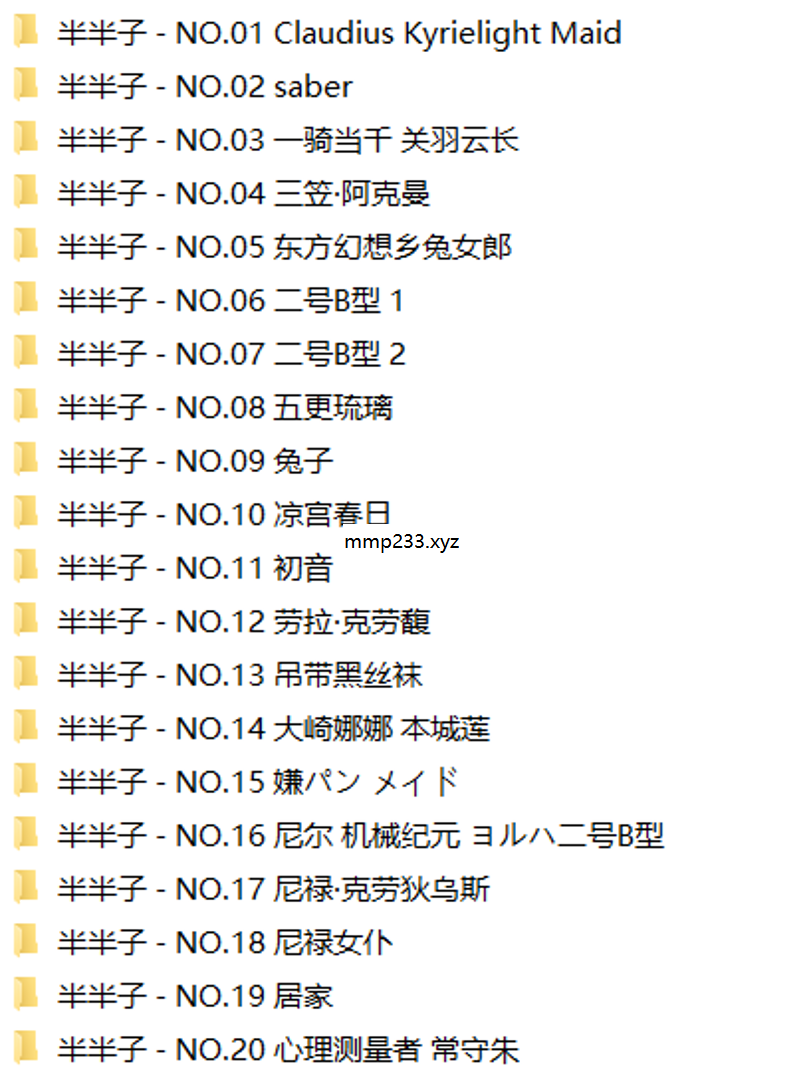 半半子 - NO.01 Claudius Kyrielight Maid
半半子 - NO.02 saber
半半子 - NO.03 一骑当千 关羽云长
半半子 - NO.04 三笠·阿克曼
半半子 - NO.05 东方幻想乡兔女郎
半半子 - NO.06 二号B型 1
半半子 - NO.07 二号B型 2
半半子 - NO.08 五更琉璃
半半子 - NO.09 兔子
半半子 - NO.10 凉宫春日
mmp233.xyz
半半子 - NO.11 初音
半半子 - NO.12 劳拉·克劳馥
半半子 - NO.13 吊带黑丝袜
半半子 - NO.14 大崎娜娜 本城莲
半半子 - NO.15 嫌パン メイド
半半子 - NO.16 尼尔 机械纪元 ヨルハ二号B型
半半子 - NO.17 尼禄·克劳狄乌斯
半半子 - NO.18 尼禄女仆
半半子 - NO.19 居家
半半子 - NO.20 心理测量者 常守朱